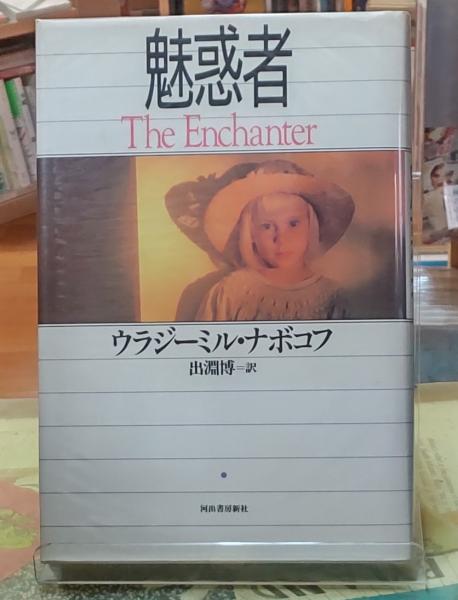 魅惑者
The Enchanter
ウラジーミル・ナボコフ
出淵博=訳
河出書房新社